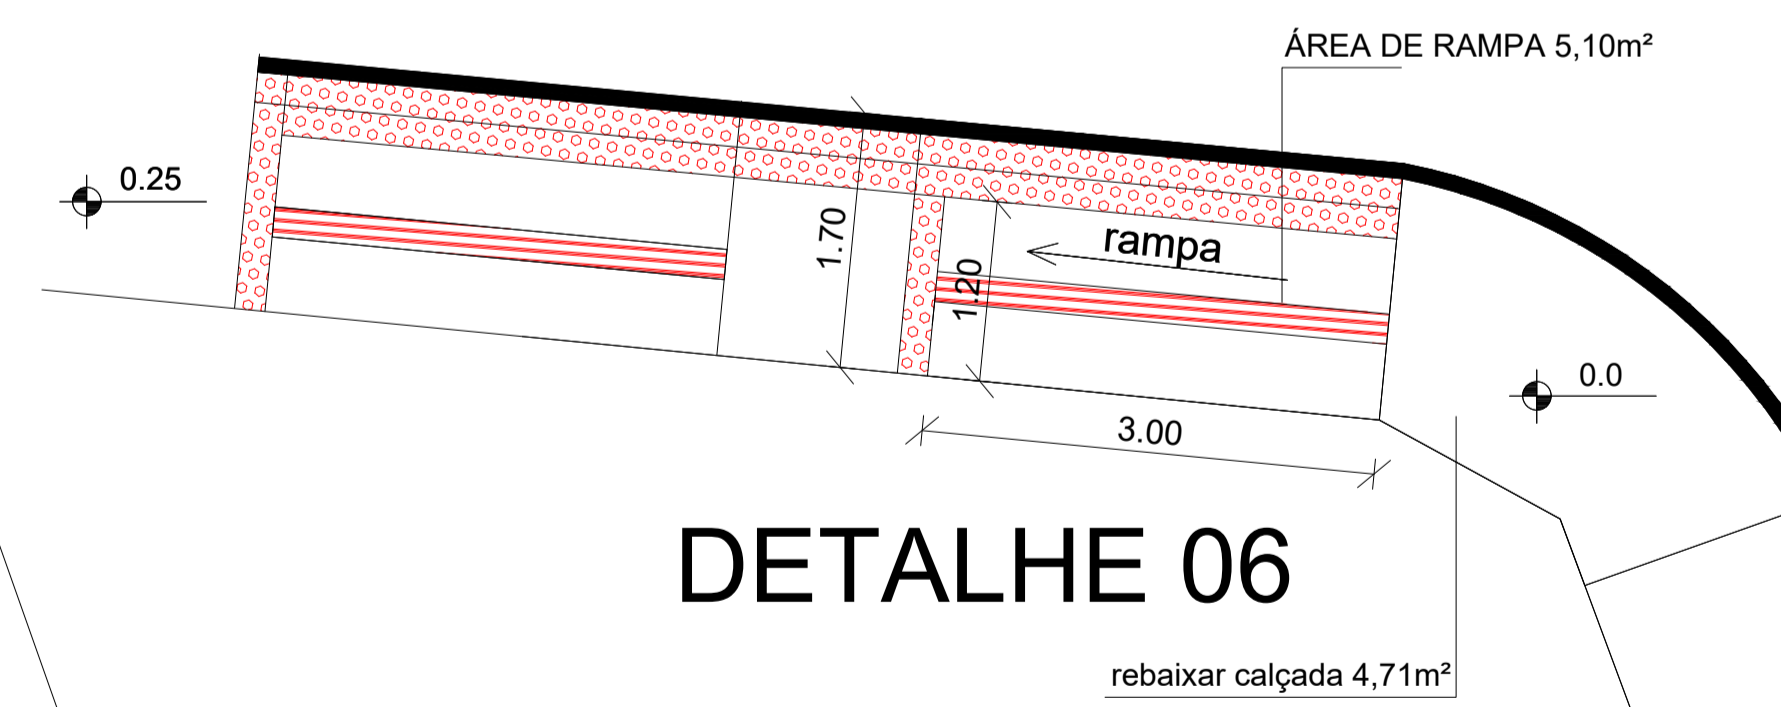 ÁREA DE RAMPA 5,10m²
0.25
1.70
rampa
1.20
0.0
3.00
DETALHE 06
rebaixar calçada 4,71m²